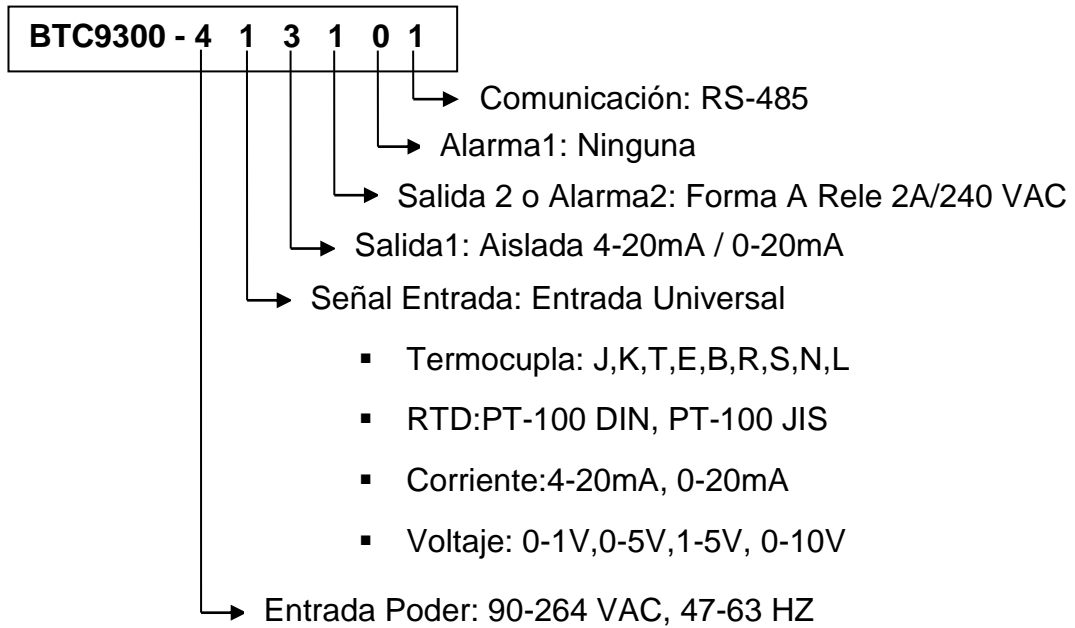 BTC9300 - 4 1 3 1 0 1
Comunicación: RS-485
Alarma1: Ninguna
Salida 2 o Alarma2: Forma A Rele 2A/240 VAC
Salida1: Aislada 4-20mA / 0-20mA
Señal Entrada: Entrada Universal
▪ Termocupla: J,K,T,E,B,R,S,N,L
▪ RTD:PT-100 DIN, PT-100 JIS
▪ Corriente:4-20mA, 0-20mA
▪ Voltaje: 0-1V,0-5V,1-5V, 0-10V
Entrada Poder: 90-264 VAC, 47-63 HZ